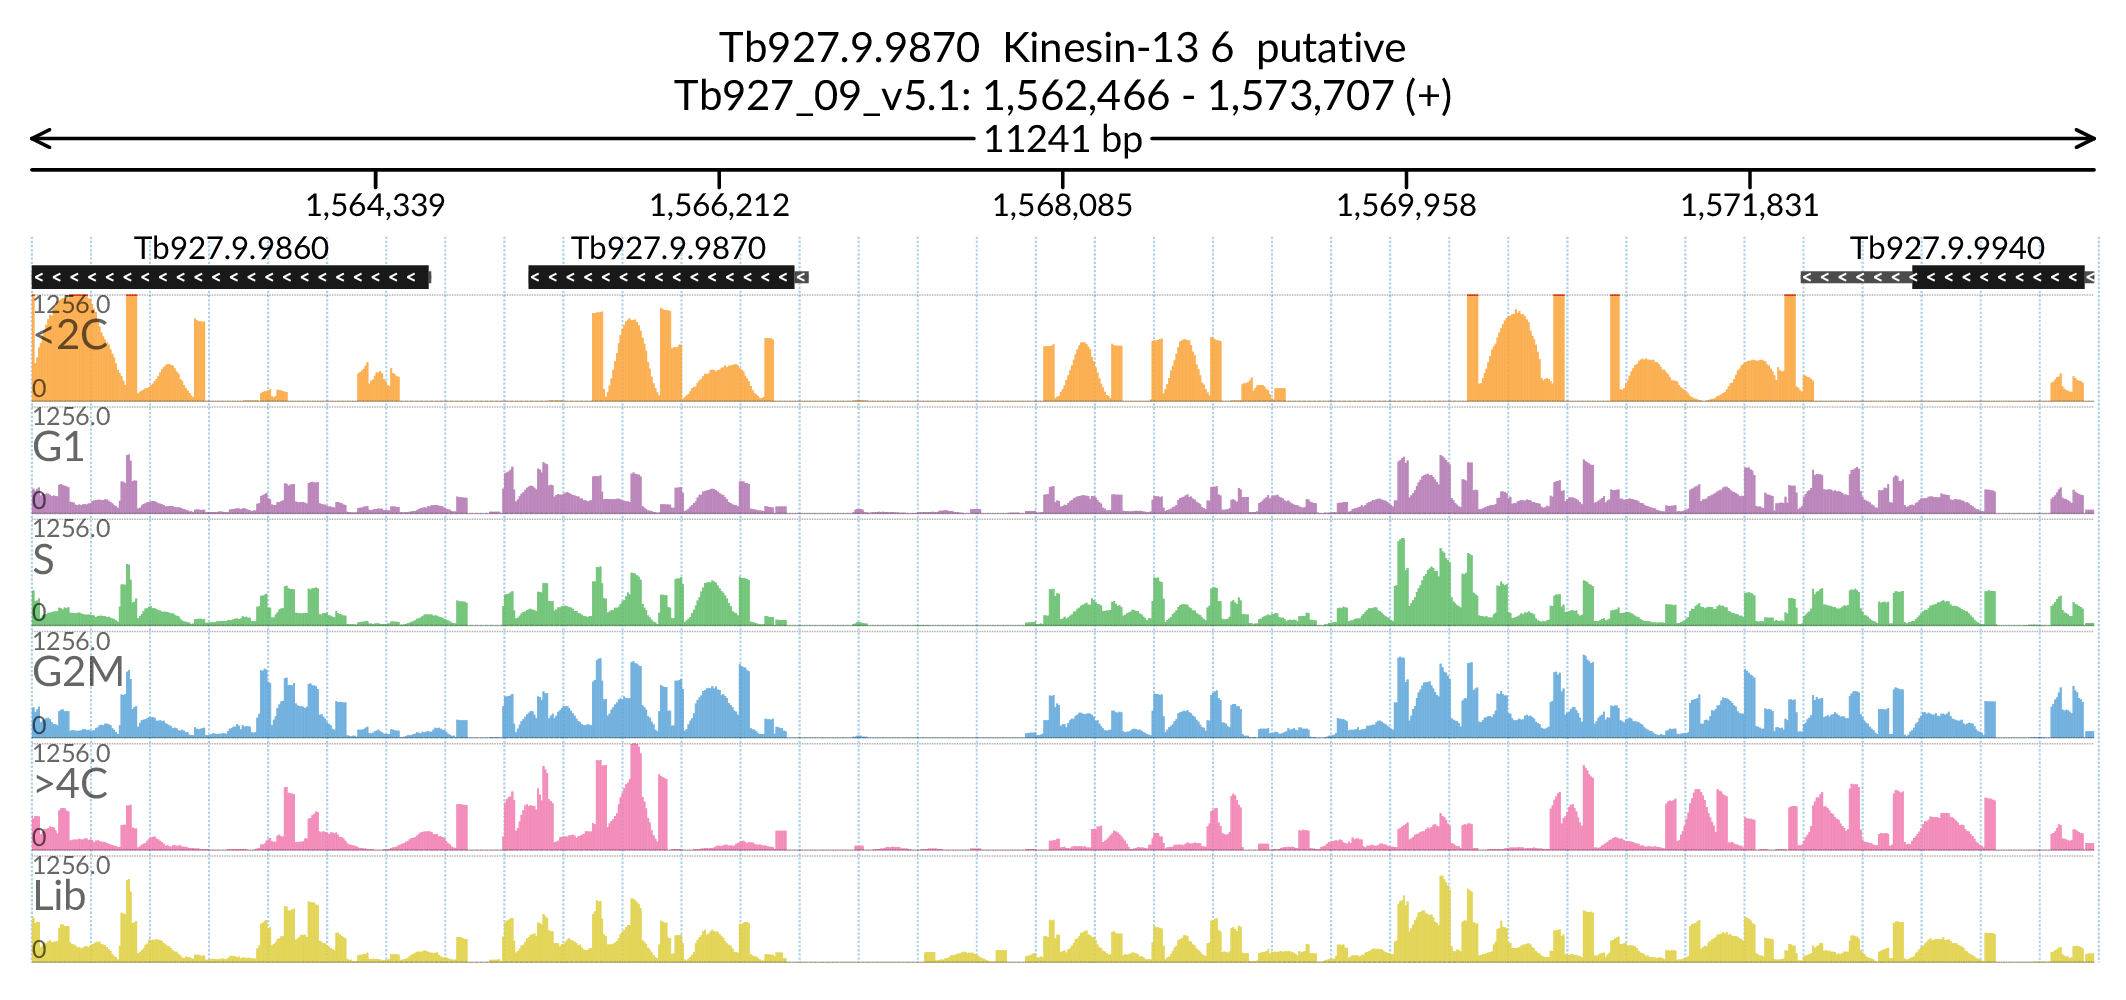 Tb927.9.9870  Kinesin-13 6  putative
Tb927_09_v5.1: 1,562,466 - 1,573,707 (+)
11241 bp
1,564,339 1,566,212 1,568,085 1,569,958 1,571,831
Tb927.9.9860 Tb927.9.9870 Tb927.9.9940
1256.0
<2C
0
1256.0
G1
0
1256.0
S
0
1256.0
G2M
0
1256.0
>4C
0
1256.0
Lib
0